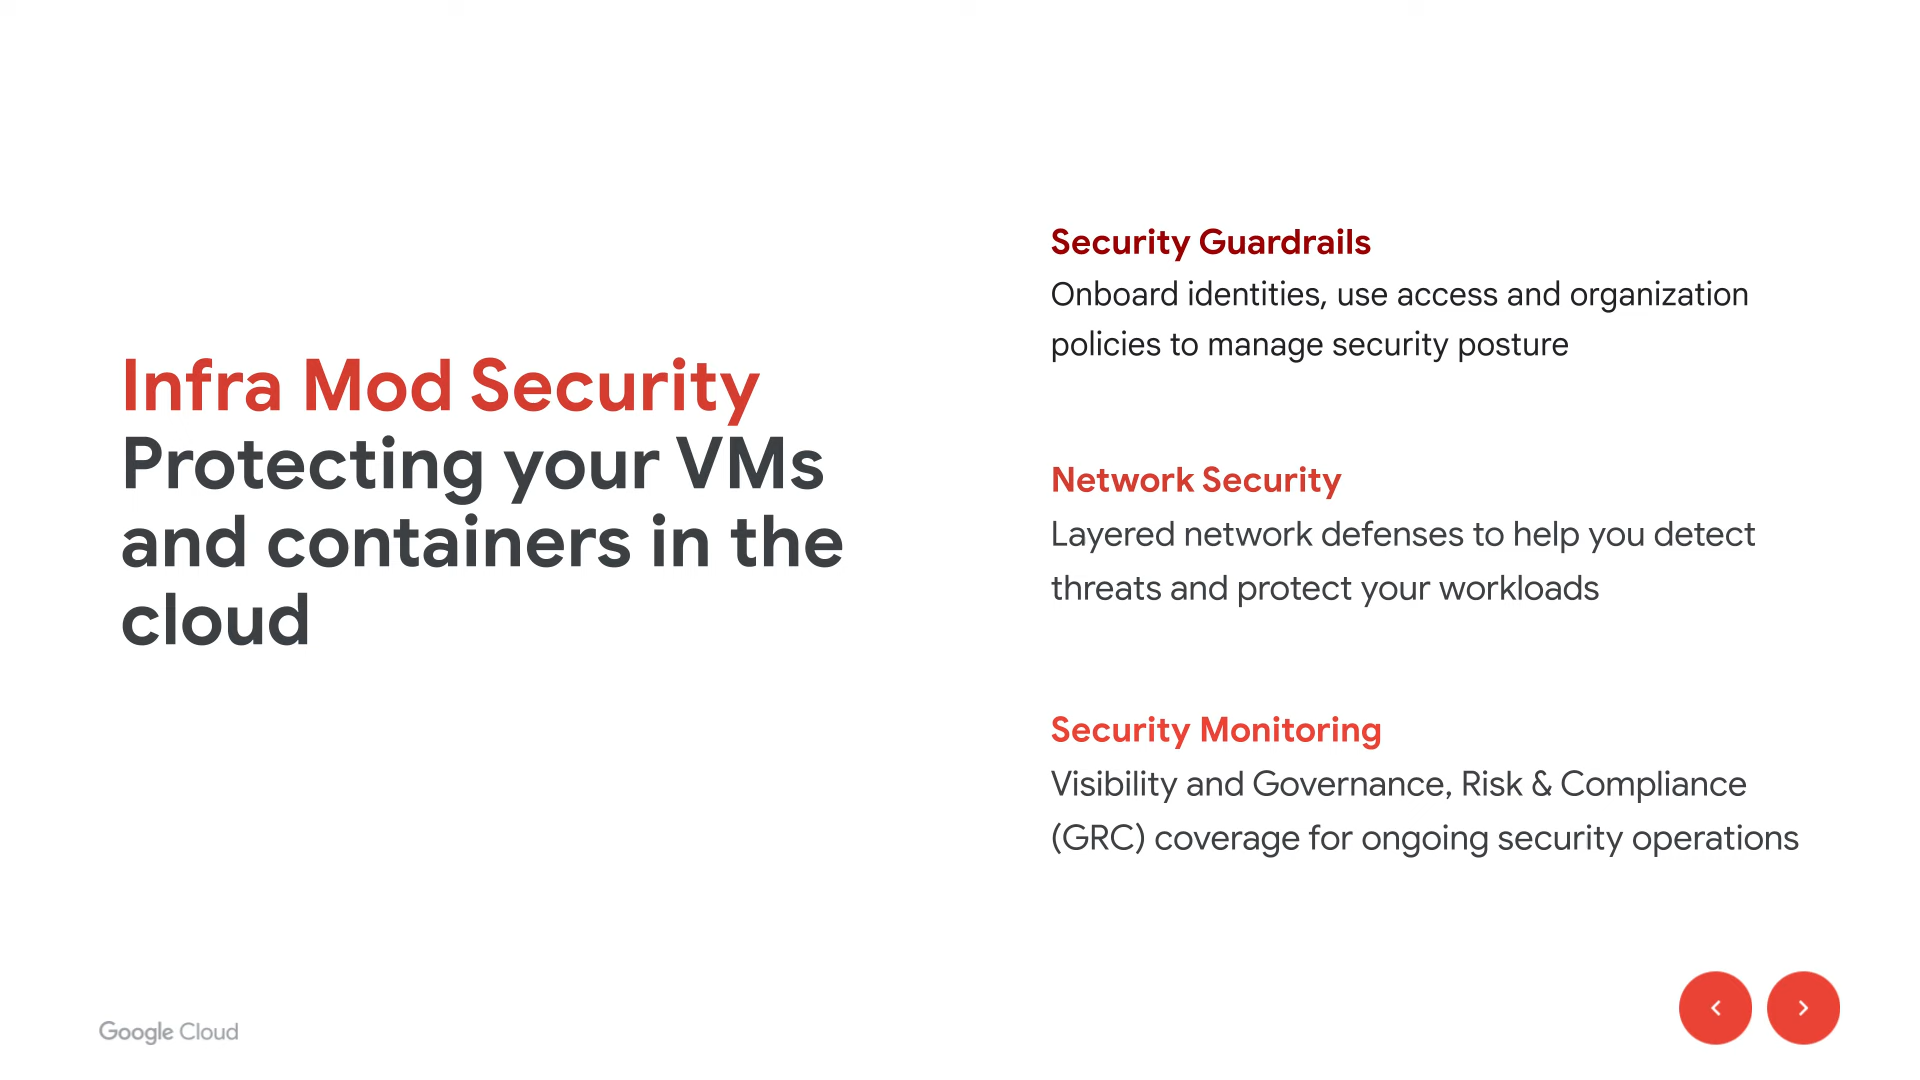 Infra Mod Security
Protecting your VMs
and containers in the
cloud
Security Guardrails
Onboard identities, use access and organization
policies to manage security posture
Network Security
Layered network defenses to help you detect
threats and protect your workloads
Security Monitoring
Visibility and Governance, Risk & Compliance
(GRC) coverage for ongoing security operations
Google Cloud